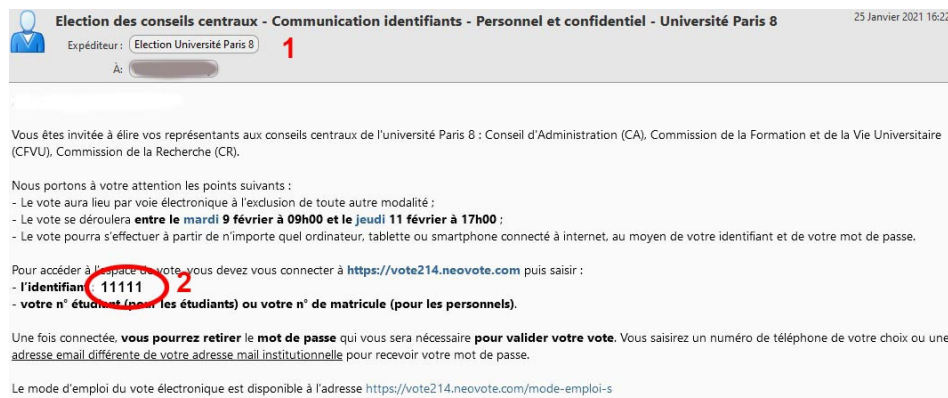 Election des conseils centraux - Communication identifiants - Personnel et confidentiel - Université Paris 8
25 Janvier 2021 16:22
Expéditeur : Election Université Paris 8
1
À:
Vous êtes invitée à élire vos représentants aux conseils centraux de l'université Paris 8 : Conseil d'Administration (CA), Commission de la Formation et de la Vie Universitaire
(CFVU), Commission de la Recherche (CR).
Nous portons à votre attention les points suivants :
- Le vote aura lieu par voie électronique à l'exclusion de toute autre modalité ;
- Le vote se déroulera entre le mardi 9 février à 09h00 et le jeudi 11 février à 17h00 ;
- Le vote pourra s'effectuer à partir de n'importe quel ordinateur, tablette ou smartphone connecté à internet, au moyen de votre identifiant et de votre mot de passe.
Pour accéder à l'espace de vote, vous devez vous connecter à https://vote214.neovote.com puis saisir :
- l'identifiant : 11111
2
- votre n° étudiant (pour les étudiants) ou votre n° de matricule (pour les personnels).
Une fois connectée, vous pourrez retirer le mot de passe qui vous sera nécessaire pour valider votre vote. Vous saisirez un numéro de téléphone de votre choix ou une
adresse email différente de votre adresse mail institutionnelle pour recevoir votre mot de passe.
Le mode d'emploi du vote électronique est disponible à l'adresse https://vote214.neovote.com/mode-emploi-s